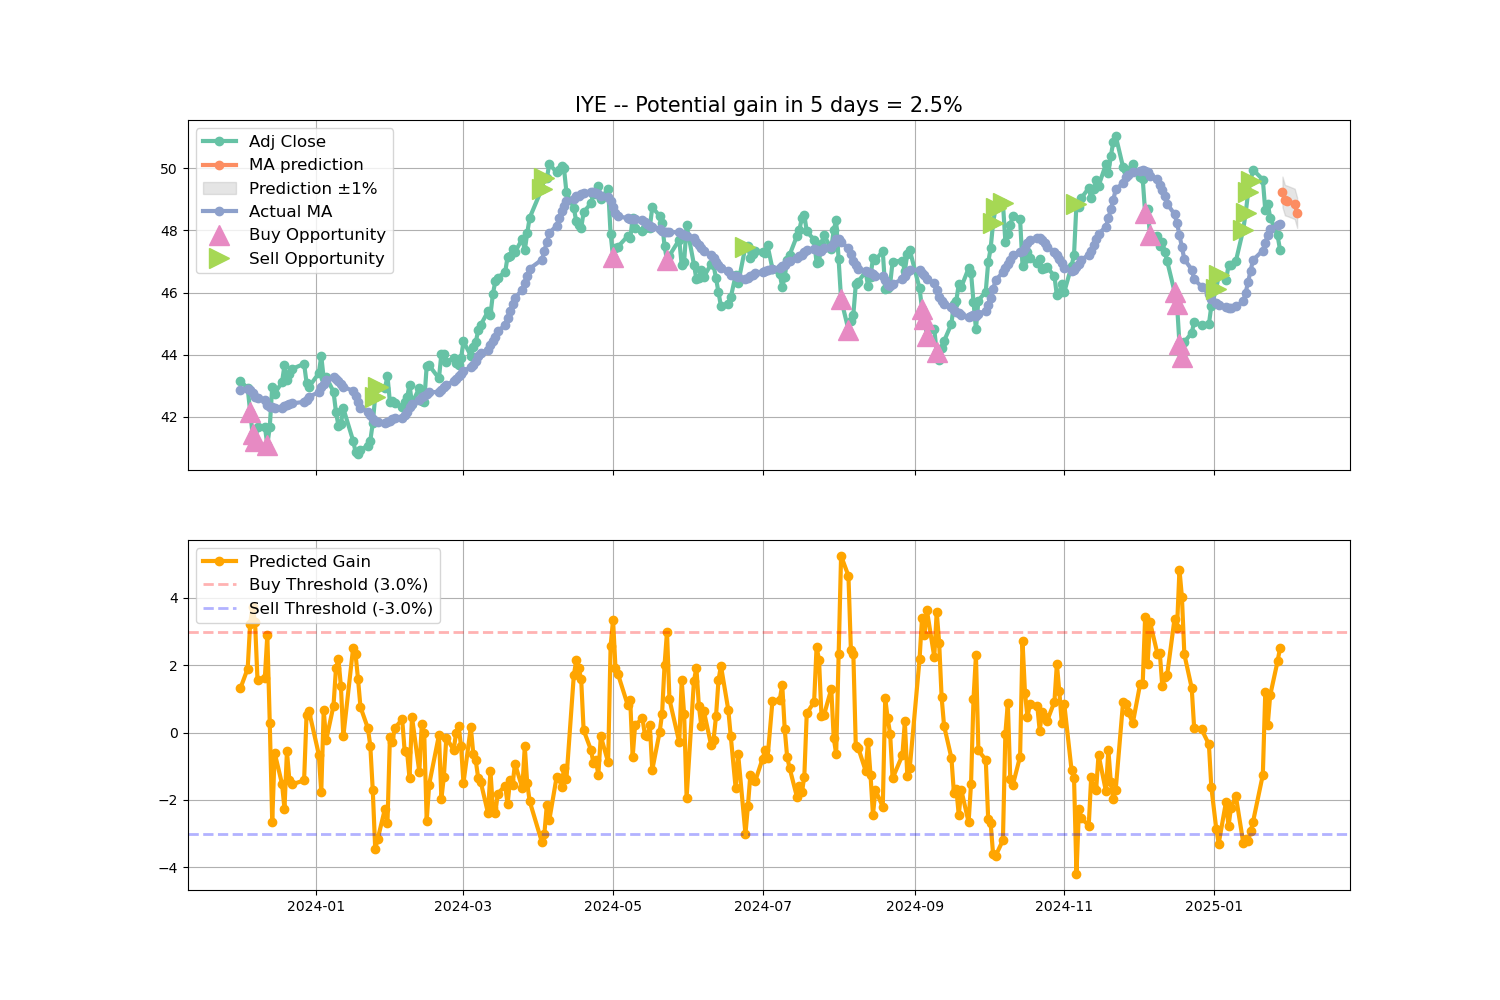 IYE -- Potential gain in 5 days = 2.5%
Adj Close
MA prediction
Prediction ±1%
Actual MA
Buy Opportunity
Sell Opportunity
50
48
46
44
42
Predicted Gain
Buy Threshold (3.0%)
Sell Threshold (-3.0%)
4
2
0
−2
−4
2024-01 2024-03 2024-05 2024-07 2024-09 2024-11 2025-01